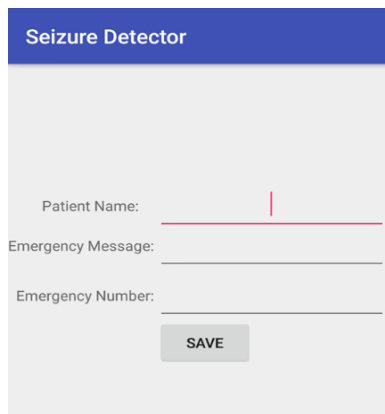 Seizure Detector
Patient Name:
Emergency Message:
Emergency Number:
SAVE